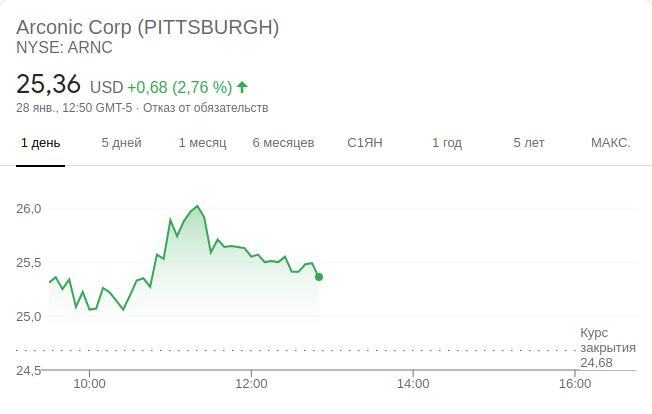 Arconic Corp (PITTSBURGH)
NYSE: ARNC
25,36 USD +0,68 (2,76 %)
28 янв., 12:50 GMT-5 · Отказ от обязательств
1 день 5 дней 1 месяц 6 месяцев С1ЯН 1 год 5 лет МАКС.
26,0
25,5
25,0
Курс
закрытия
24,68
24,5
10:00 12:00 14:00 16:00